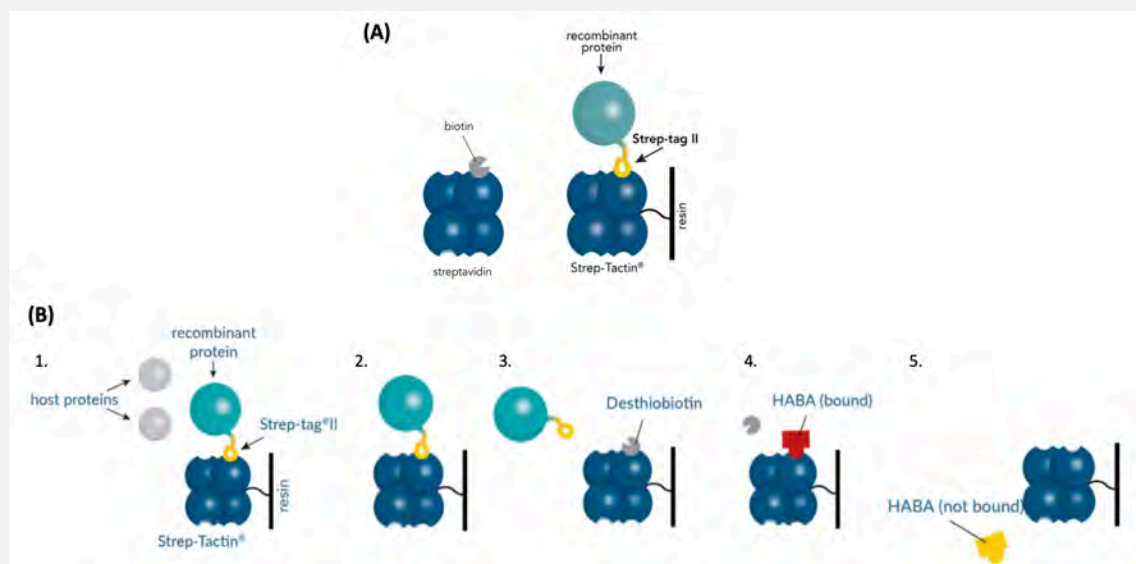 (A)
recombinant
protein
biotin
Strep-tag II
resin
streptavidin
Strep-Tactin®
(B)
recombinant
protein
1.
2.
3.
4.
5.
host proteins
Strep-tag®II
resin
Strep-Tactin®
Desthiobiotin
HABA (bound)
HABA (not bound)